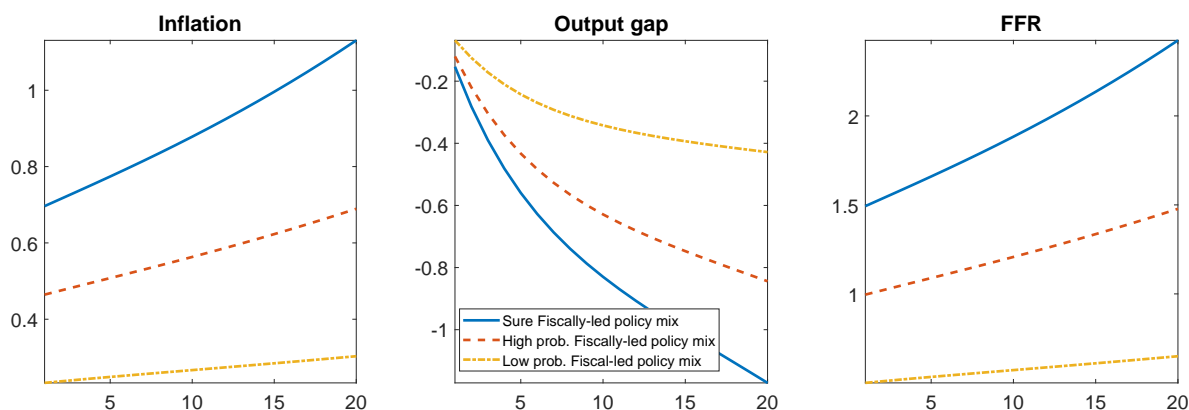 Inflation
1
0.8
0.6
0.4
5 10 15 20
Output gap
-0.2
-0.4
-0.6
-0.8
-1
5 10 15 20
Sure Fiscally-led policy mix
High prob. Fiscally-led policy mix
Low prob. Fiscal-led policy mix
FFR
2
1.5
1
5 10 15 20